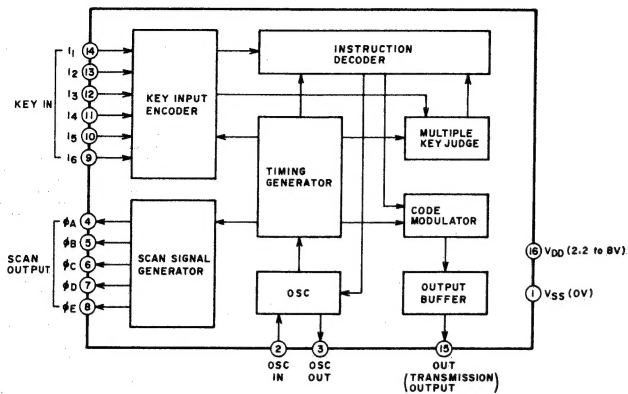 KEY IN
I1 14
I2 13
I3 12
I4 11
I5 10
I6 9
KEY INPUT
ENCODER
INSTRUCTION
DECODER
TIMING
GENERATOR
MULTIPLE
KEY JUDGE
SCAN
OUTPUT
ϕA 4
ϕB 5
ϕC 6
ϕD 7
ϕE 8
SCAN SIGNAL
GENERATOR
CODE
MODULATOR
OSC
OUTPUT
BUFFER
16 VDD (2.2 to 8V)
1 VSS (0V)
2
OSC
IN
3
OSC
OUT
15
OUT
(TRANSMISSION
OUTPUT)